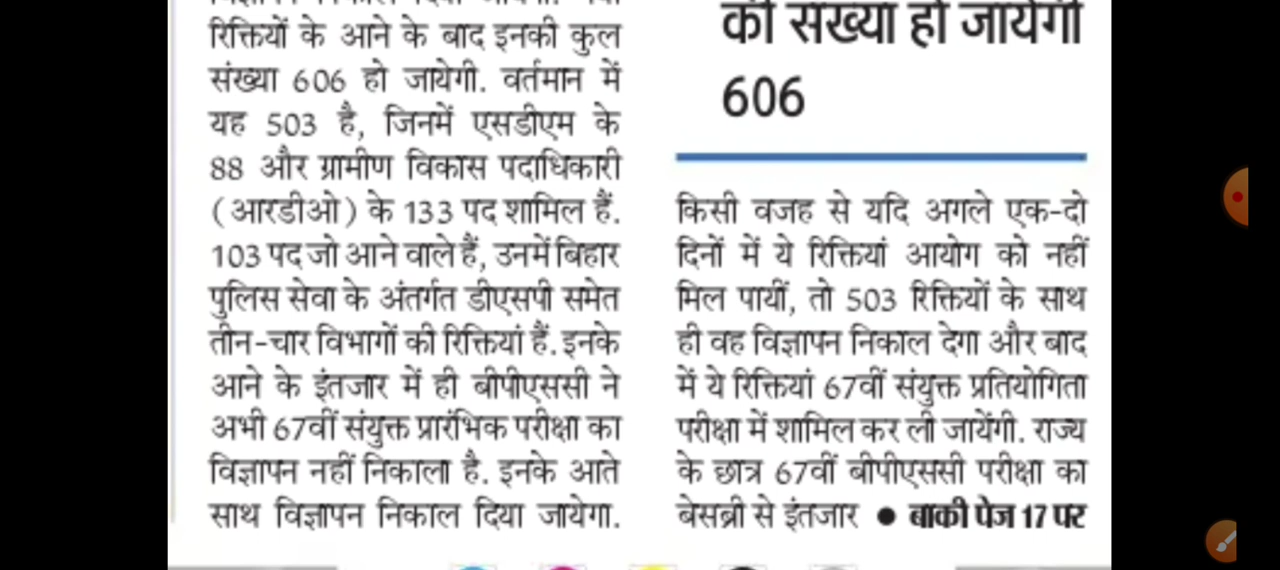 रिक्तियों के आने के बाद इनकी कुल
संख्या 606 हो जायेगी. वर्तमान में
यह 503 है, जिनमें एसडीएम के
88 और ग्रामीण विकास पदाधिकारी
(आरडीओ) के 133 पद शामिल हैं.
103 पद जो आने वाले हैं, उनमें बिहार
पुलिस सेवा के अंतर्गत डीएसपी समेत
तीन-चार विभागों की रिक्तियां हैं. इनके
आने के इंतजार में ही बीपीएससी ने
अभी 67वीं संयुक्त प्रारंभिक परीक्षा का
विज्ञापन नहीं निकाला है. इनके आते
साथ विज्ञापन निकाल दिया जायेगा.
की संख्या हो जायेगी
606
किसी वजह से यदि अगले एक-दो
दिनों में ये रिक्तियां आयोग को नहीं
मिल पायीं, तो 503 रिक्तियों के साथ
ही वह विज्ञापन निकाल देगा और बाद
में ये रिक्तियां 67वीं संयुक्त प्रतियोगिता
परीक्षा में शामिल कर ली जायेंगी. राज्य
के छात्र 67वीं बीपीएससी परीक्षा का
बेसब्री से इंतजार ● बाकी पेज 17 पर